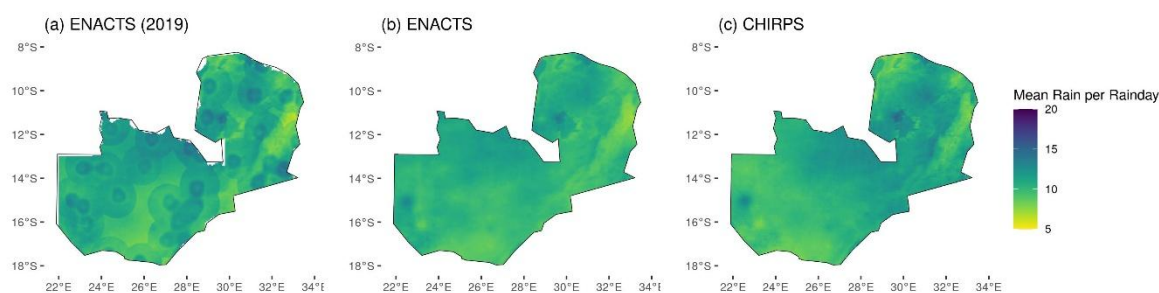 (a) ENACTS (2019)
(b) ENACTS
(c) CHIRPS
8°S
10°S
12°S
14°S
16°S
18°S
22°E 24°E 26°E 28°E 30°E 32°E 34°E
8°S
10°S
12°S
14°S
16°S
18°S
22°E 24°E 26°E 28°E 30°E 32°E 34°E
8°S
10°S
12°S
14°S
16°S
18°S
22°E 24°E 26°E 28°E 30°E 32°E 34°E
Mean Rain per Rainday
20
15
10
5